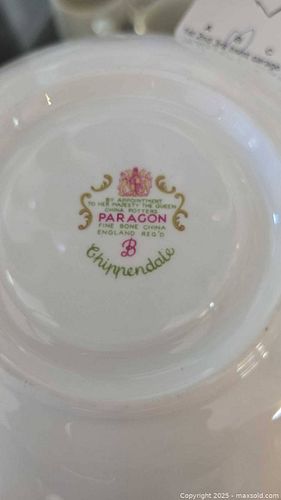 BY APPOINTMENT
TO HER MAJESTY THE QUEEN
CHINA POTTERS
PARAGON
FINE BONE CHINA
ENGLAND REG'D
B
Chippendale
Copyright 2025 - maxsold.com